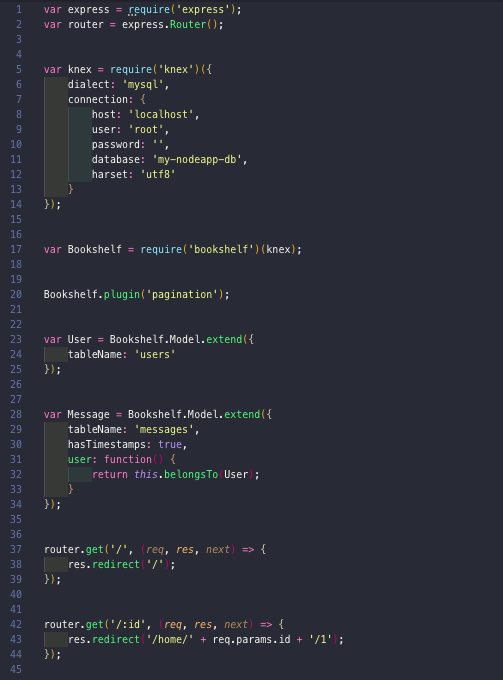 1 var express = require('express');
2 var router = express.Router();
3
4
5 var knex = require('knex')({
6 dialect: 'mysql',
7 connection: {
8 host: 'localhost',
9 user: 'root',
10 password: '',
11 database: 'my-nodeapp-db',
12 harset: 'utf8'
13 }
14 });
15
16
17 var Bookshelf = require('bookshelf')(knex);
18
19
20 Bookshelf.plugin('pagination');
21
22
23 var User = Bookshelf.Model.extend({
24 tableName: 'users'
25 });
26
27
28 var Message = Bookshelf.Model.extend({
29 tableName: 'messages',
30 hasTimestamps: true,
31 user: function() {
32 return this.belongsTo(User);
33 }
34 });
35
36
37 router.get('/', (req, res, next) => {
38 res.redirect('/');
39 });
40
41
42 router.get('/:id', (req, res, next) => {
43 res.redirect('/home/' + req.params.id + '/1');
44 });
45